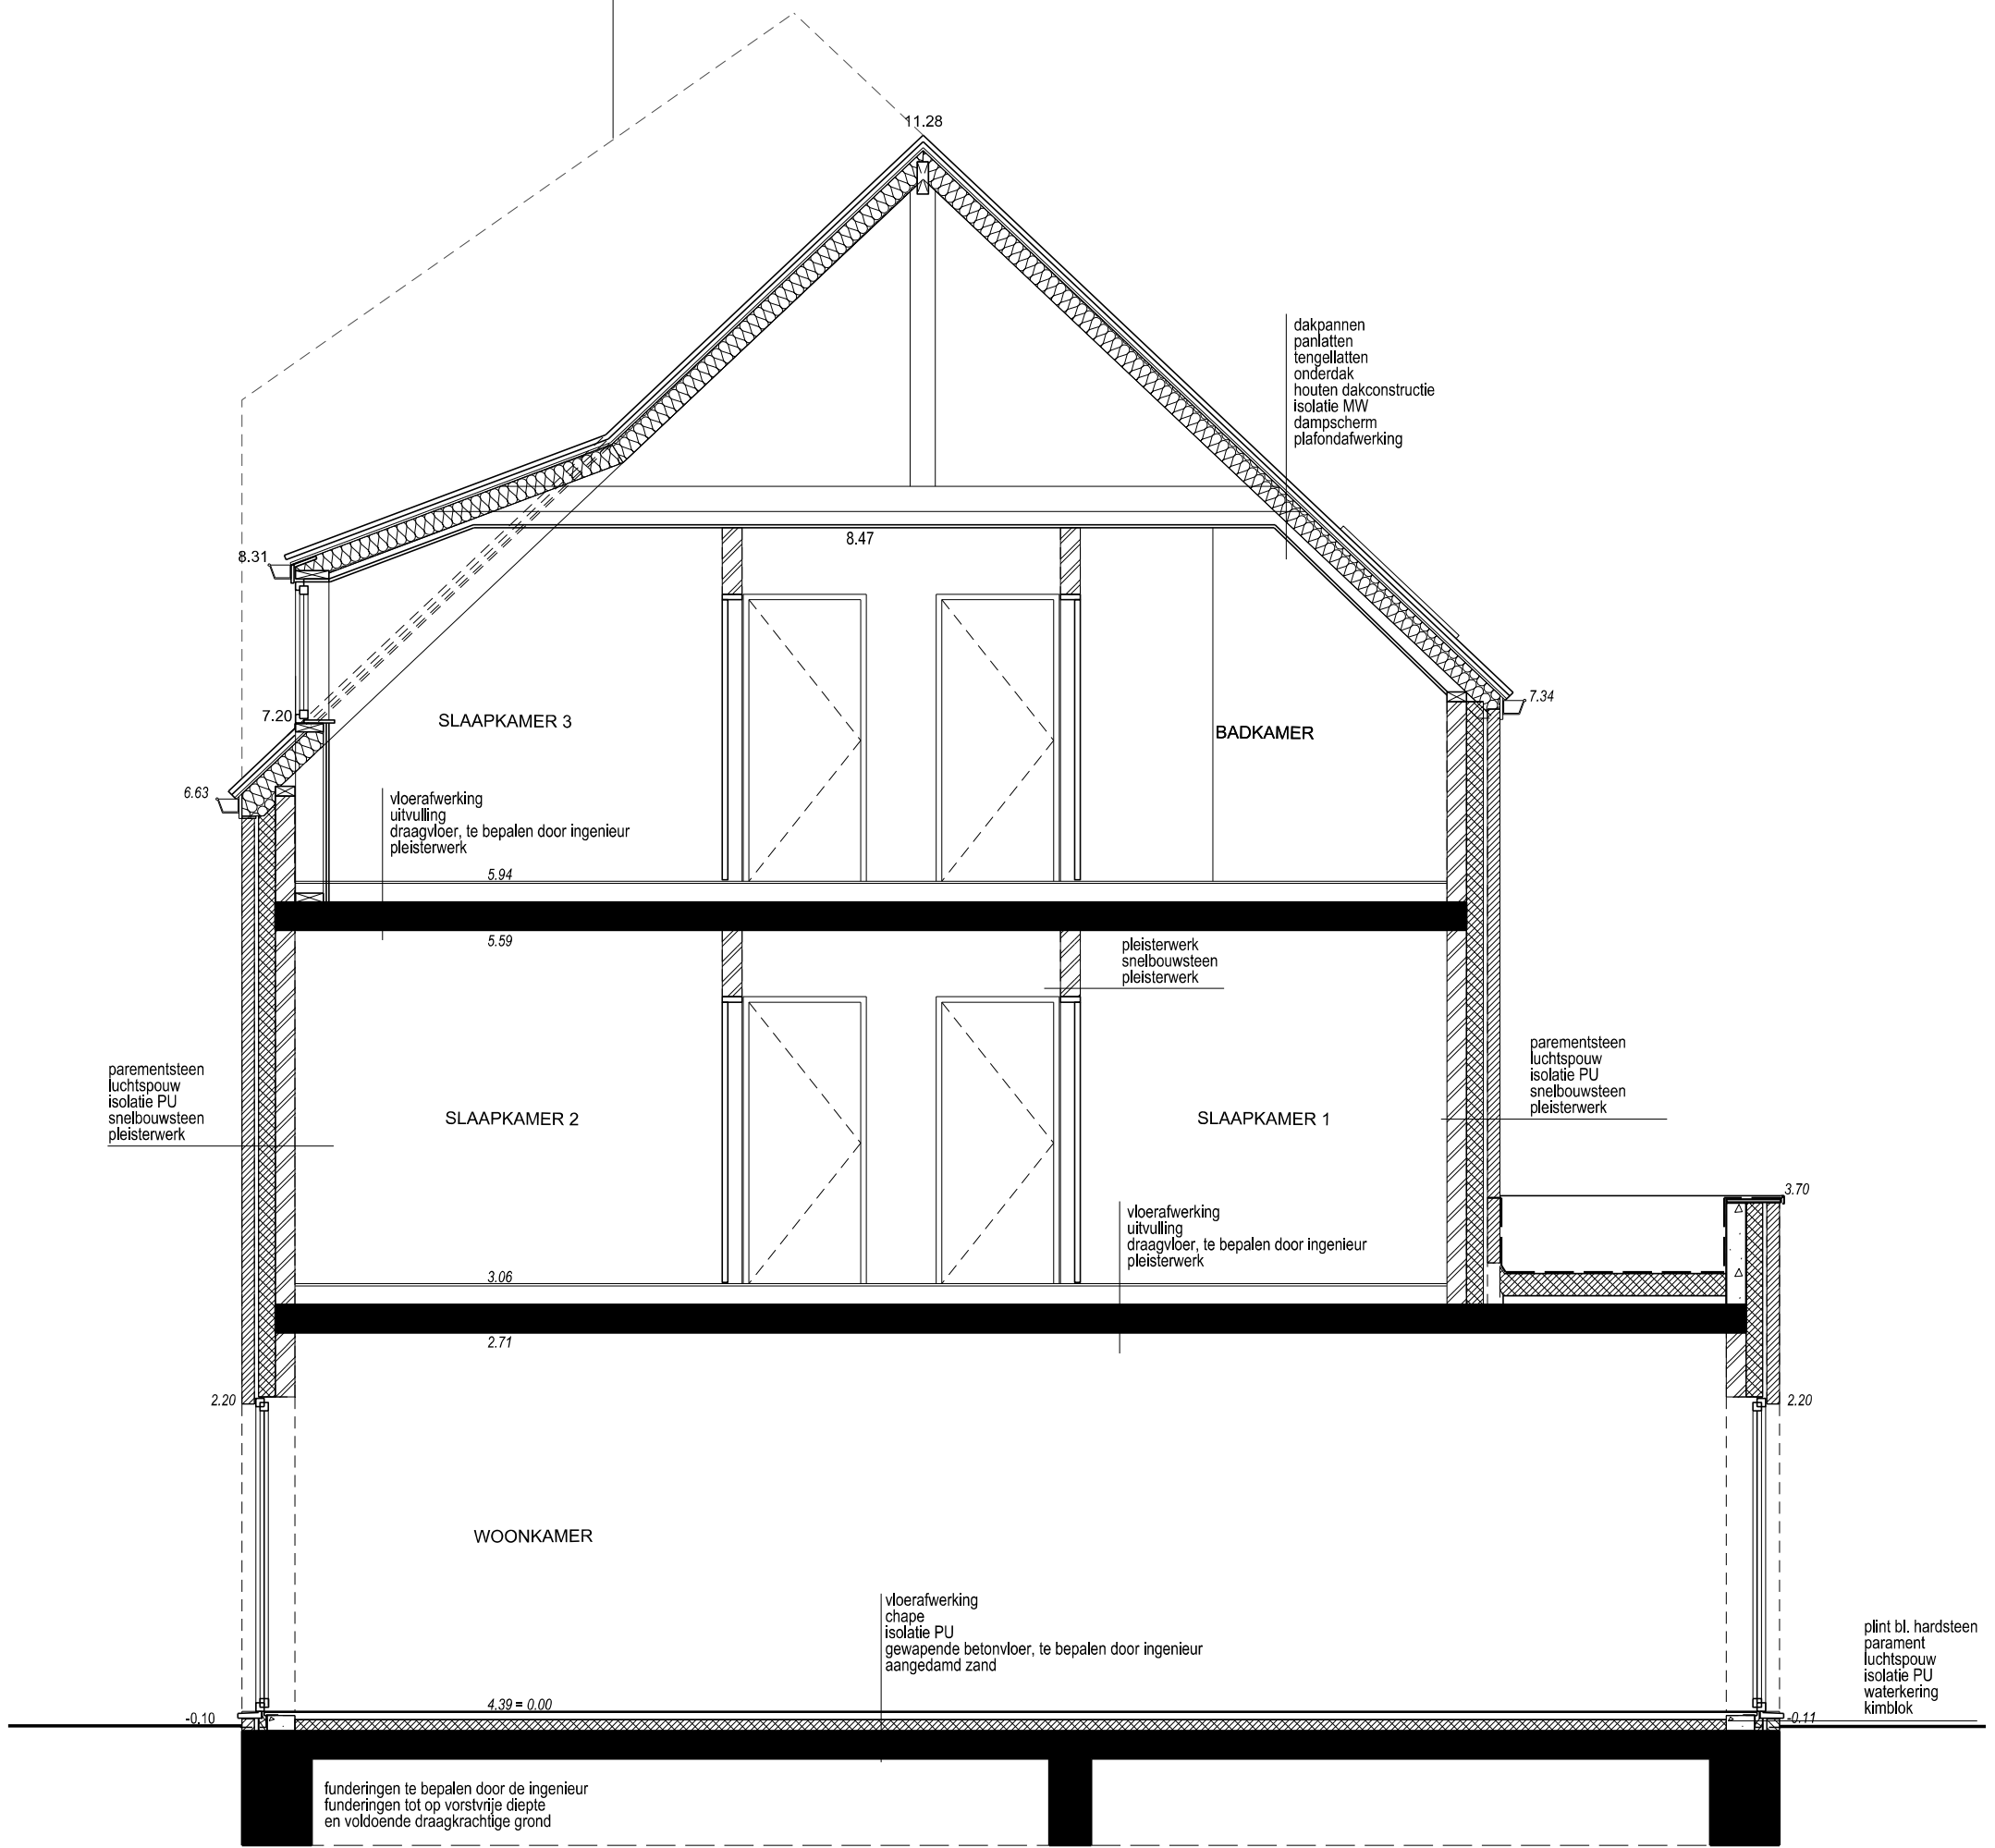 11.28
dakpannen
panlatten
tengellatten
onderdak
houten dakconstructie
isolatie MW
dampscherm
plafondafwerking
8.47
8.31
7.34
7.20
SLAAPKAMER 3
BADKAMER
6.63
vloerafwerking
uitvulling
draagvloer, te bepalen door ingenieur
pleisterwerk
5.94
5.59
pleisterwerk
snelbouwsteen
pleisterwerk
parementsteen
luchtspouw
isolatie PU
snelbouwsteen
pleisterwerk
parementsteen
luchtspouw
isolatie PU
snelbouwsteen
pleisterwerk
SLAAPKAMER 2
SLAAPKAMER 1
3.70
vloerafwerking
uitvulling
draagvloer, te bepalen door ingenieur
pleisterwerk
3.06
2.71
2.20
2.20
WOONKAMER
vloerafwerking
chape
isolatie PU
gewapende betonvloer, te bepalen door ingenieur
aangedamd zand
plint bl. hardsteen
parament
luchtspouw
isolatie PU
waterkering
kimblok
4.39 = 0.00
-0.10
-0.11
funderingen te bepalen door de ingenieur
funderingen tot op vorstvrije diepte
en voldoende draagkrachtige grond